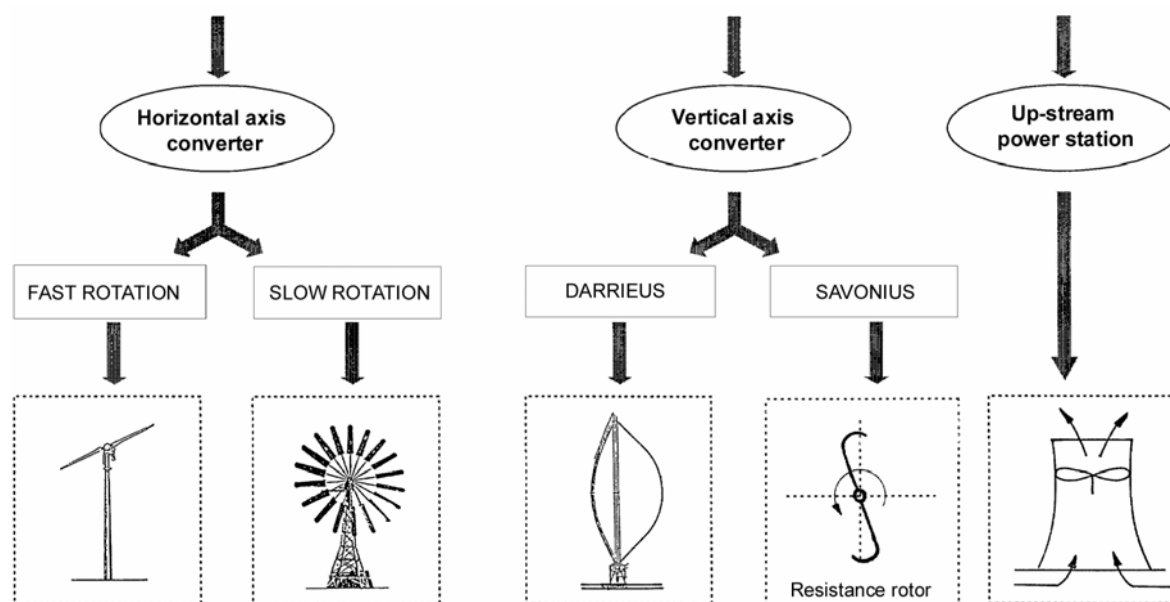 Horizontal axis
converter
Vertical axis
converter
Up-stream
power station
FAST ROTATION
SLOW ROTATION
DARRIEUS
SAVONIUS
Resistance rotor